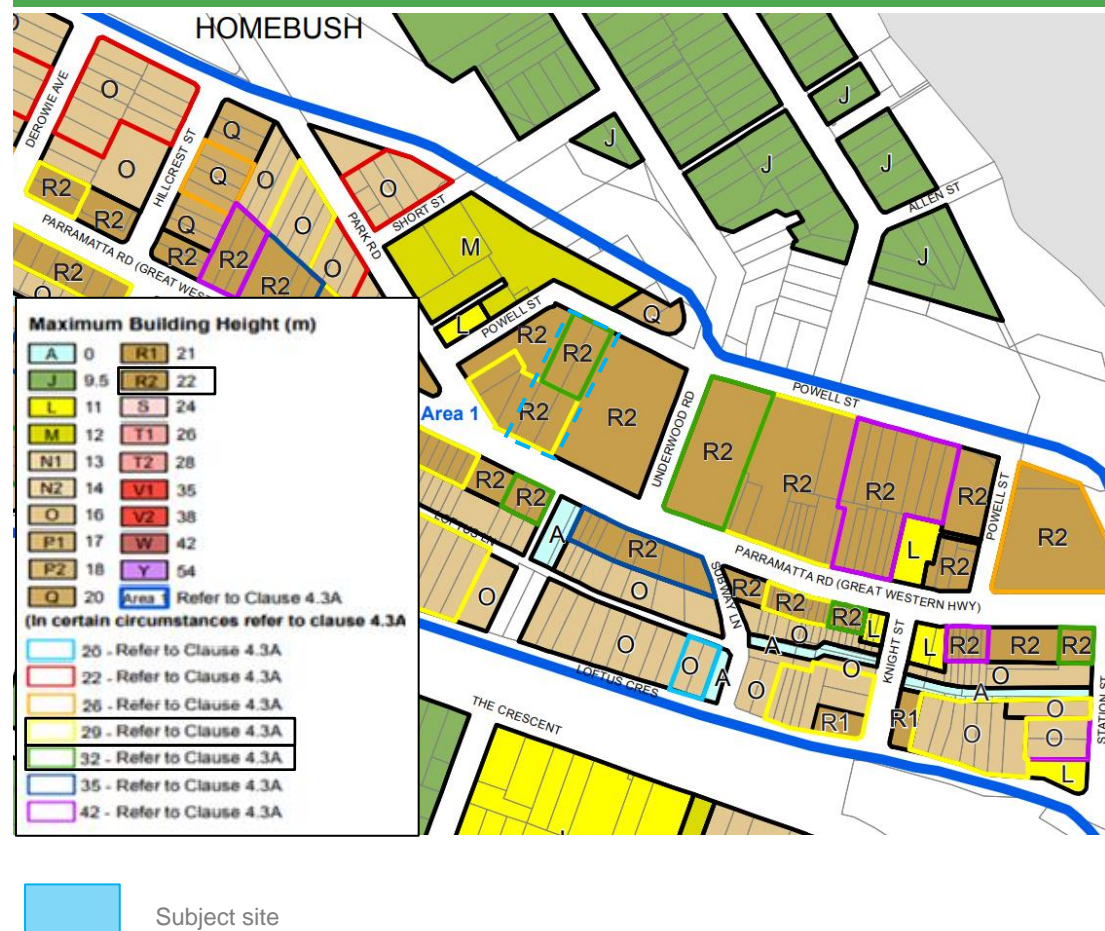 HOMEBUSH
DEROWIE AVE
O
HILLCREST ST
Q
O
J
J
J
J
ALLEN ST
J
O
R2
R2
Q
O
Q
R2
R2
R2
O
O
PARK RD
SHORT ST
PARRAMATTA RD (GREAT WES
R2
O
M
L
POWELL ST
Q
R2
R2
R2
R2
Area 1
UNDERWOOD RD
POWELL ST
R2
R2
R2
R2
POWELL ST
R2
L
R2
PARRAMATTA RD (GREAT WESTERN HWY)
R2
R2
LOFTUS LN
A
R2
O
SUBWAY LN
R2
R2
R2
L
O
A
O
KNIGHT ST
L
R2
R2
R2
O
A
STATION ST
O
O
O
O
A
LOFTUS CRES
O
R1
R1
O
O
L
THE CRESCENT
Maximum Building Height (m)
A 0 R1 21
J 9.5 R2 22
L 11 S 24
M 12 T1 26
N1 13 T2 28
N2 14 V1 35
O 16 V2 38
P1 17 W 42
P2 18 Y 54
Q 20 Area 1 Refer to Clause 4.3A
(In certain circumstances refer to clause 4.3A
20 - Refer to Clause 4.3A
22 - Refer to Clause 4.3A
26 - Refer to Clause 4.3A
29 - Refer to Clause 4.3A
32 - Refer to Clause 4.3A
35 - Refer to Clause 4.3A
42 - Refer to Clause 4.3A
Subject site